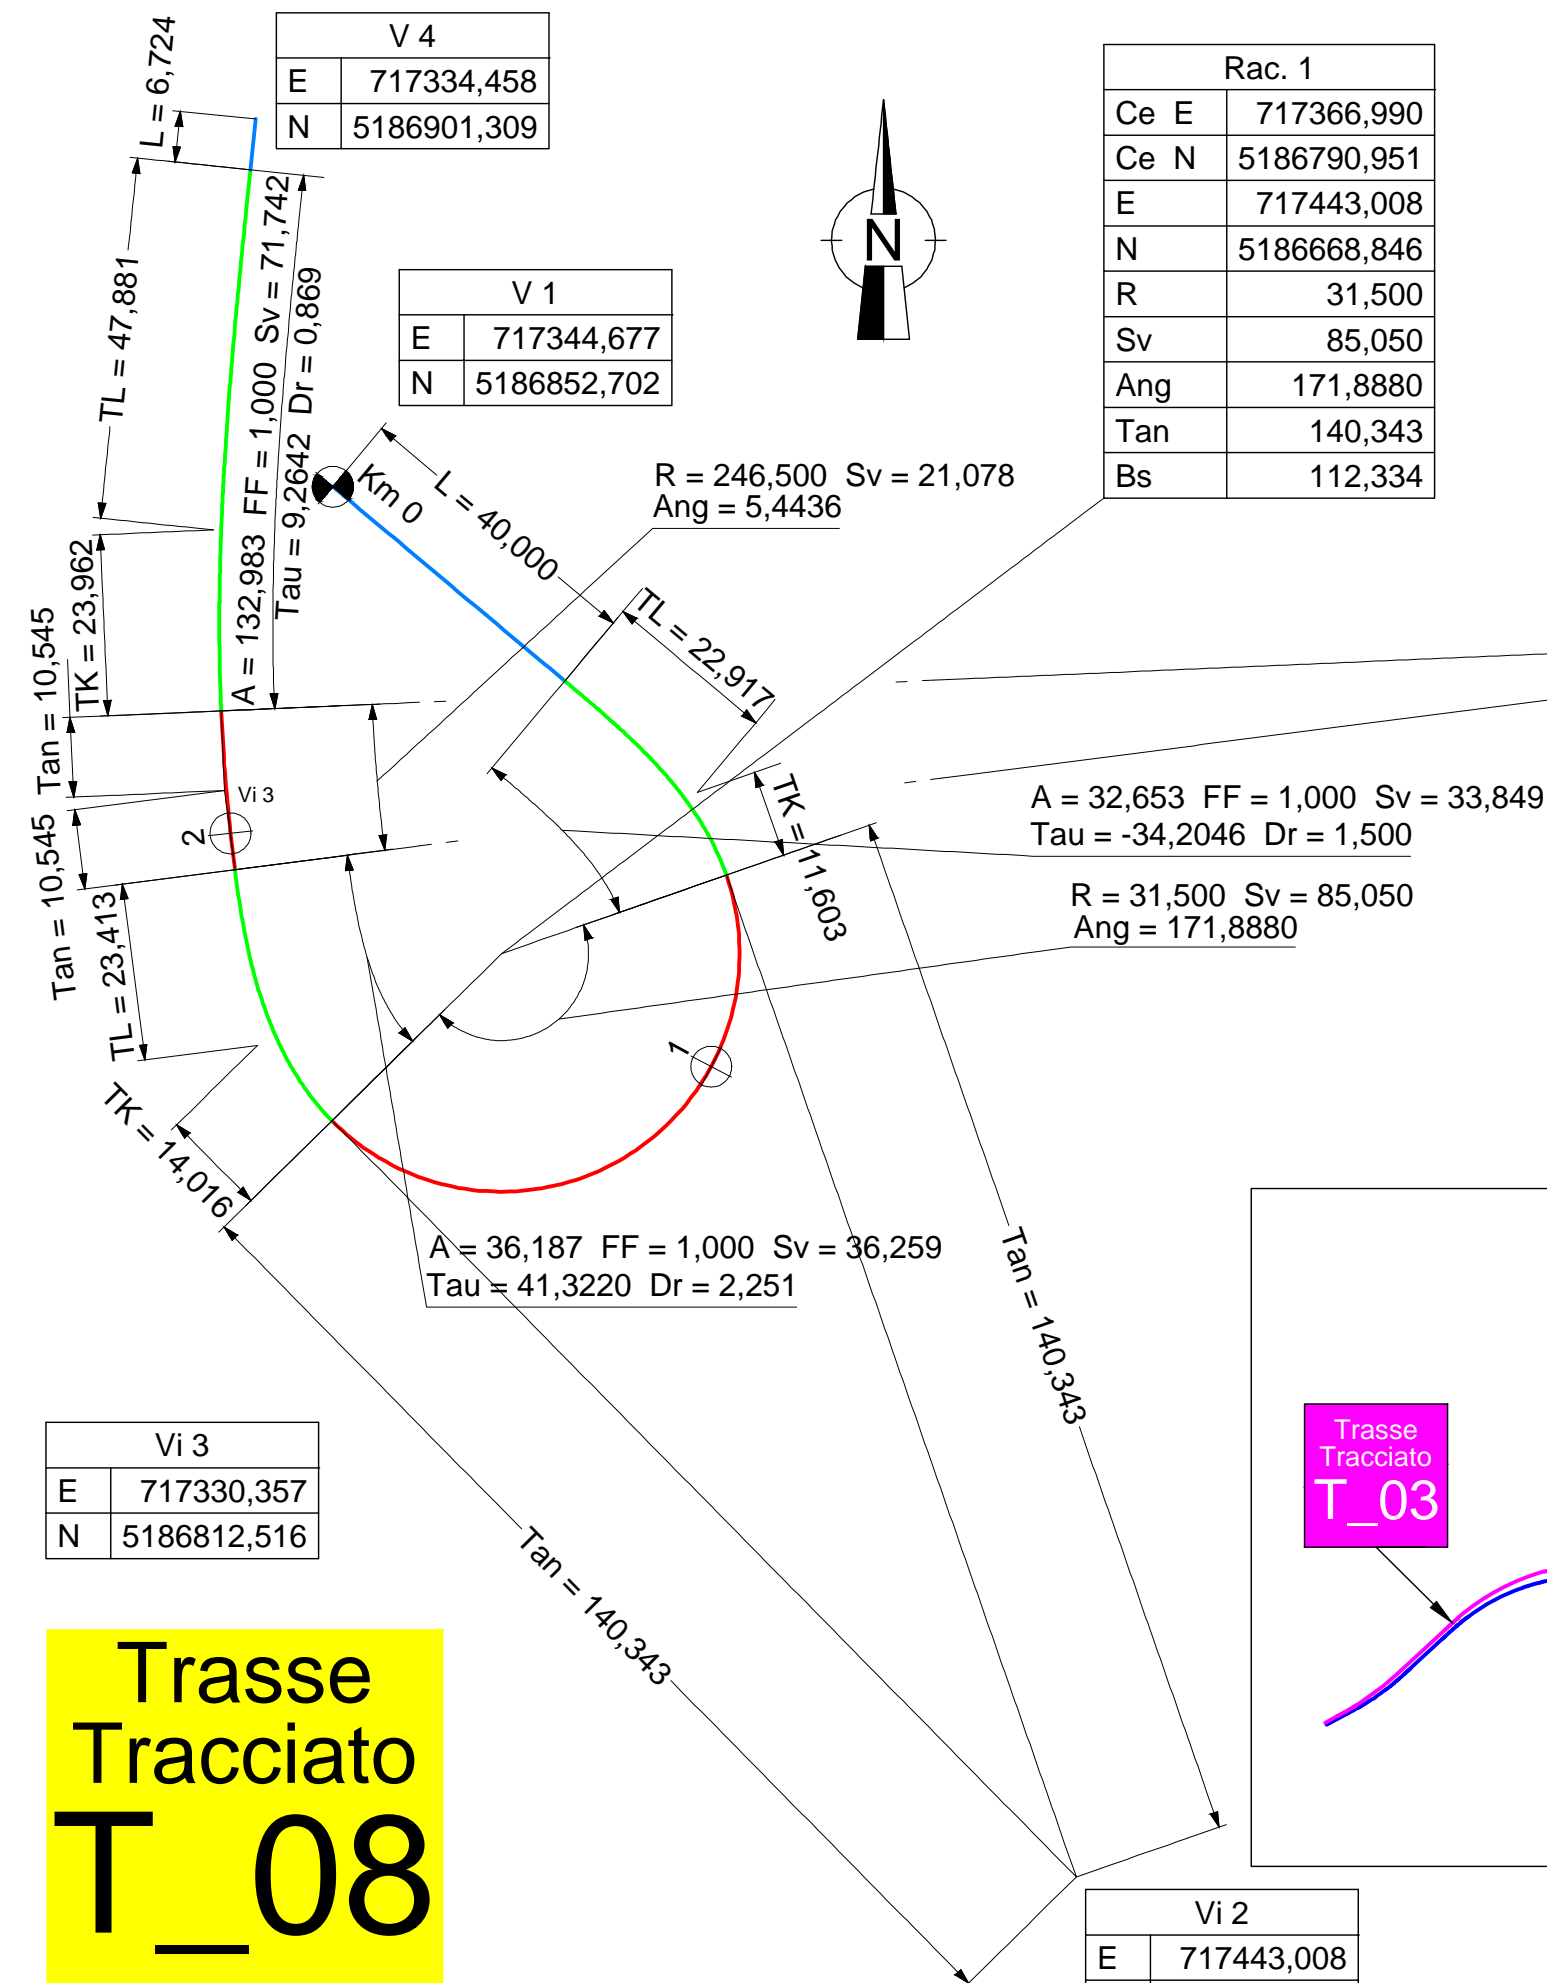 V 4
E 717334,458
N 5186901,309
Rac. 1
Ce E 717366,990
Ce N 5186790,951
E 717443,008
N 5186668,846
R 31,500
Sv 85,050
Ang 171,8880
Tan 140,343
Bs 112,334
N
V 1
E 717344,677
N 5186852,702
L = 6,724
TL = 47,881
A = 132,983 FF = 1,000 Sv = 71,742
Tau = 9,2642 Dr = 0,869
Km 0
L = 40,000
R = 246,500 Sv = 21,078
Ang = 5,4436
TL = 22,917
TK = 23,962
Tan = 10,545
Tan = 10,545
Vi 3
2
TK = 11,603
A = 32,653 FF = 1,000 Sv = 33,849
Tau = -34,2046 Dr = 1,500
R = 31,500 Sv = 85,050
Ang = 171,8880
TL = 23,413
1
TK = 14,016
A = 36,187 FF = 1,000 Sv = 36,259
Tau = 41,3220 Dr = 2,251
Tan = 140,343
Tan = 140,343
Vi 3
E 717330,357
N 5186812,516
Trasse
Tracciato
T_03
Trasse
Tracciato
T_08
Vi 2
E 717443,008